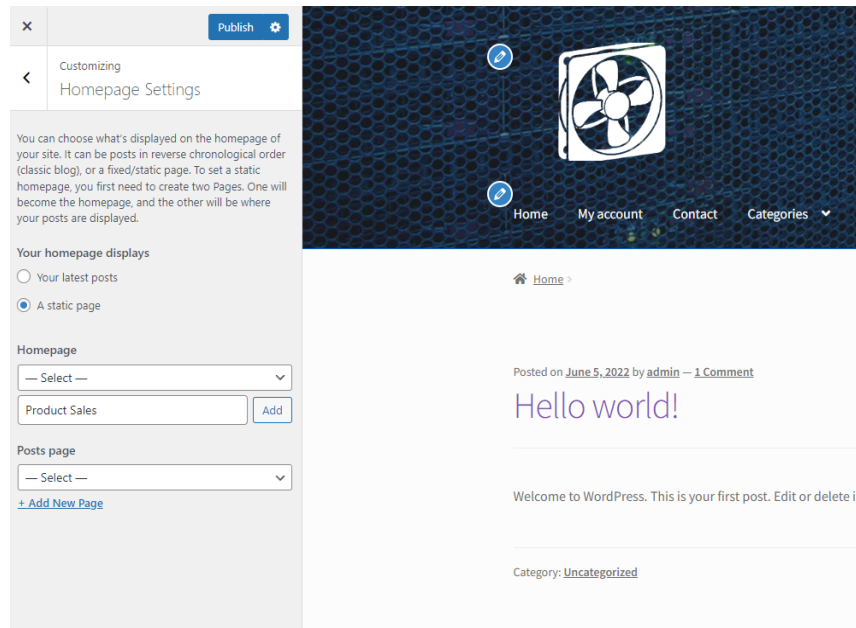 Publish
Customizing
Homepage Settings
You can choose what's displayed on the homepage of
your site. It can be posts in reverse chronological order
(classic blog), or a fixed/static page. To set a static
homepage, you first need to create two Pages. One will
become the homepage, and the other will be where
your posts are displayed.
Your homepage displays
Your latest posts
A static page
Homepage
— Select —
Product Sales
Add
Posts page
— Select —
+ Add New Page
Home My account Contact Categories
Home
Posted on June 5, 2022 by admin — 1 Comment
Hello world!
Welcome to WordPress. This is your first post. Edit or delete i
Category: Uncategorized